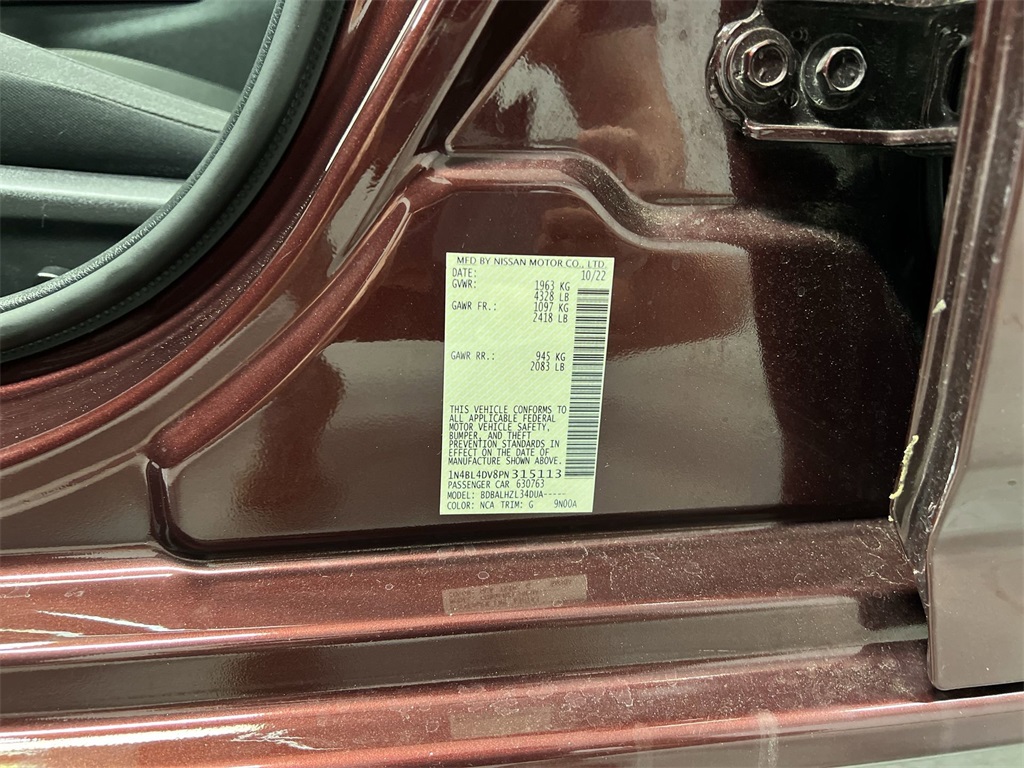 MFD BY NISSAN MOTOR CO., LTD.
DATE: 10/22
GVWR: 1963 KG
4328 LB
GAWR FR.: 1097 KG
2418 LB
GAWR RR.: 945 KG
2083 LB
THIS VEHICLE CONFORMS TO
ALL APPLICABLE FEDERAL
MOTOR VEHICLE SAFETY,
BUMPER, AND THEFT
PREVENTION STANDARDS IN
EFFECT ON THE DATE OF
MANUFACTURE SHOWN ABOVE.
1N4BL4DV8PN315113
PASSENGER CAR 630763
MODEL: BDBALHZL34DUA-----
COLOR: NCA TRIM: G 9N00A